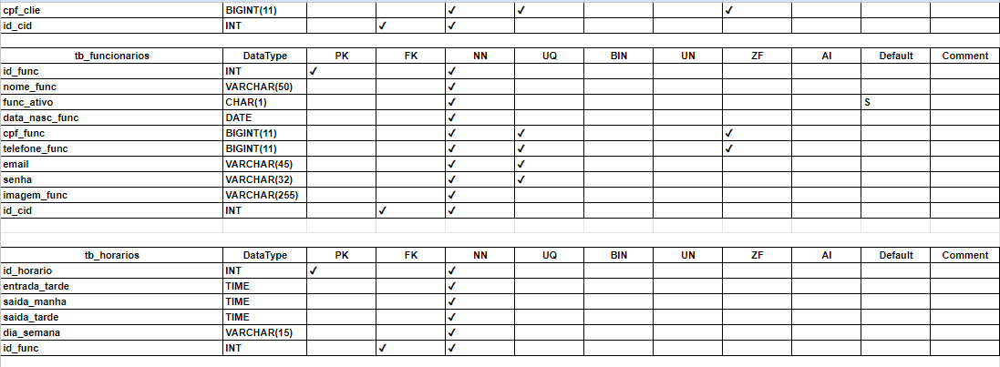 cpf_clie BIGINT(11) ✓ ✓ ✓
id_cid INT ✓ ✓
tb_funcionarios DataType PK FK NN UQ BIN UN ZF AI Default Comment
id_func INT ✓ ✓
nome_func VARCHAR(50) ✓
func_ativo CHAR(1) ✓ S
data_nasc_func DATE ✓
cpf_func BIGINT(11) ✓ ✓ ✓
telefone_func BIGINT(11) ✓ ✓ ✓
email VARCHAR(45) ✓ ✓
senha VARCHAR(32) ✓ ✓
imagem_func VARCHAR(255) ✓
id_cid INT ✓ ✓
tb_horarios DataType PK FK NN UQ BIN UN ZF AI Default Comment
id_horario INT ✓ ✓
entrada_tarde TIME ✓
saida_manha TIME ✓
saida_tarde TIME ✓
dia_semana VARCHAR(15) ✓
id_func INT ✓ ✓